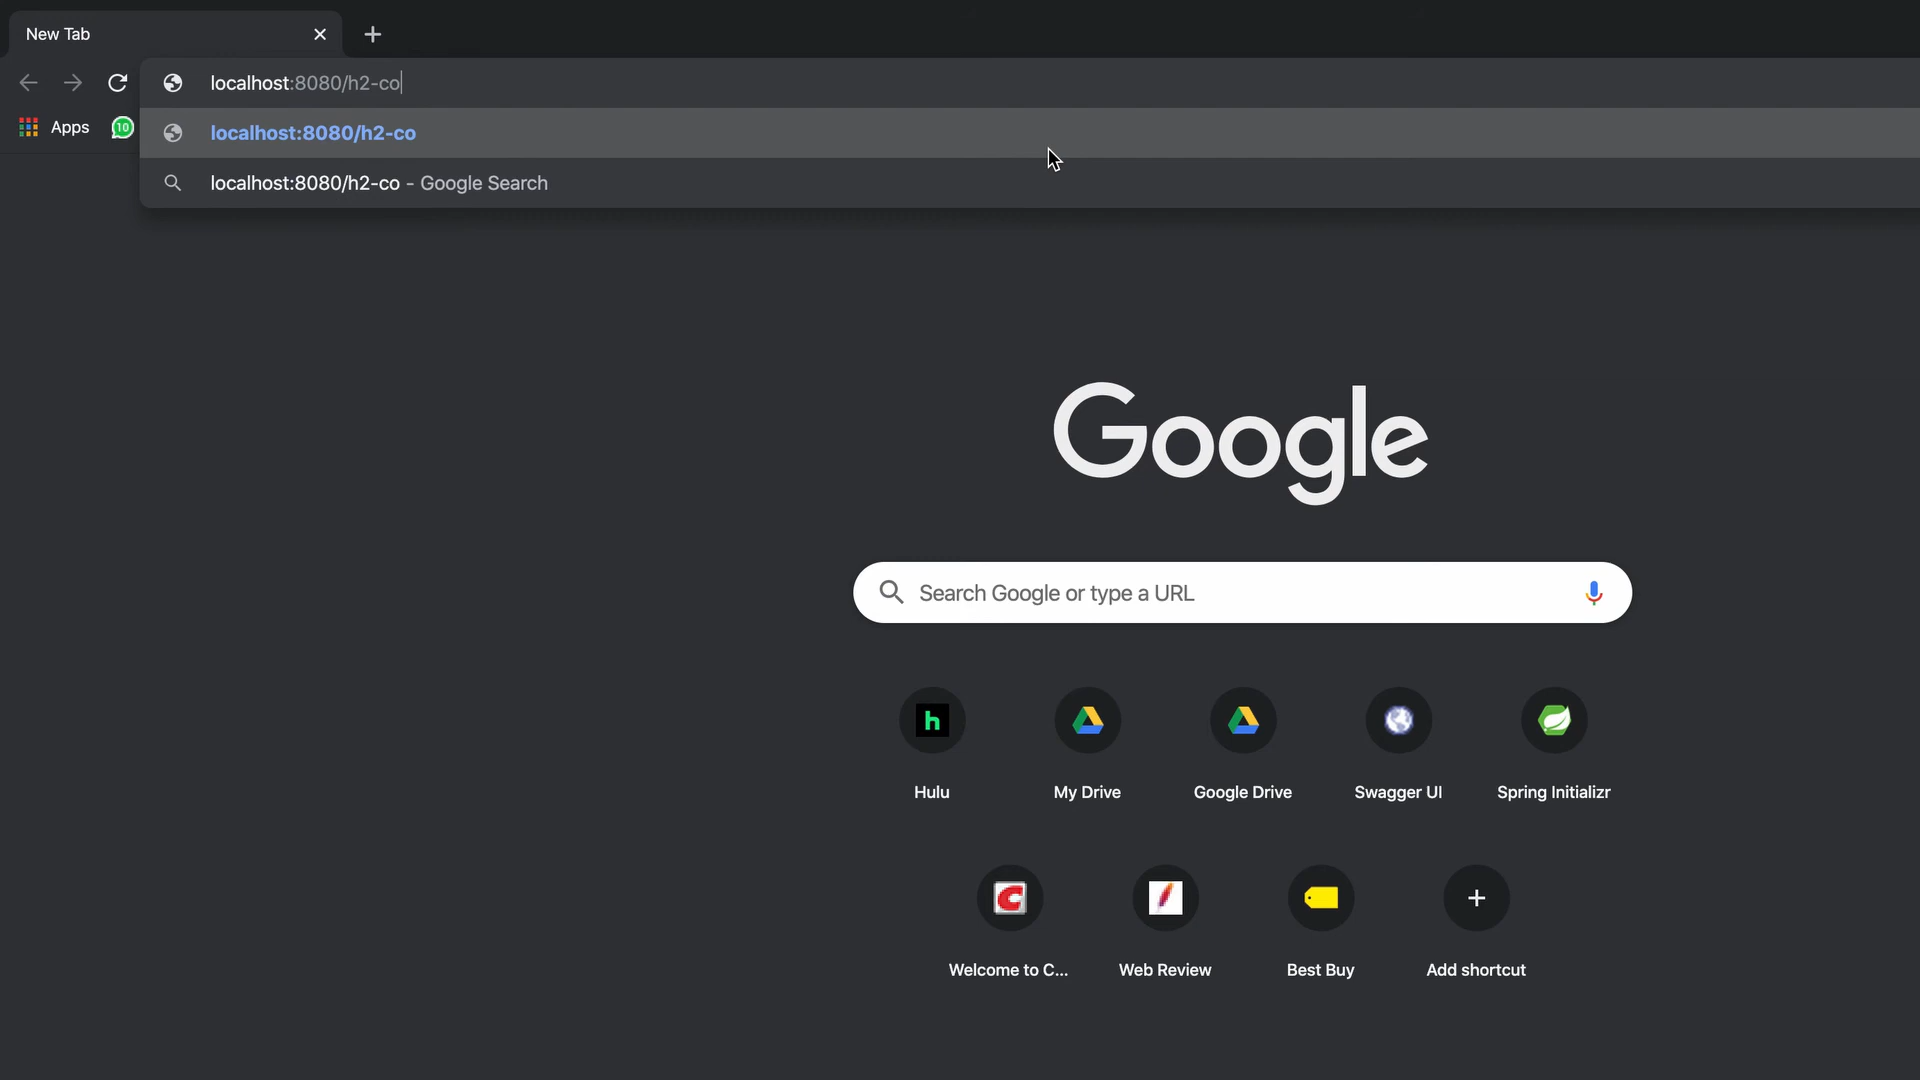 New Tab
localhost:8080/h2-co
Apps
10
localhost:8080/h2-co
localhost:8080/h2-co - Google Search
Google
Search Google or type a URL
h
Hulu
My Drive
Google Drive
Swagger UI
Spring Initializr
C
Welcome to C...
Web Review
Best Buy
Add shortcut